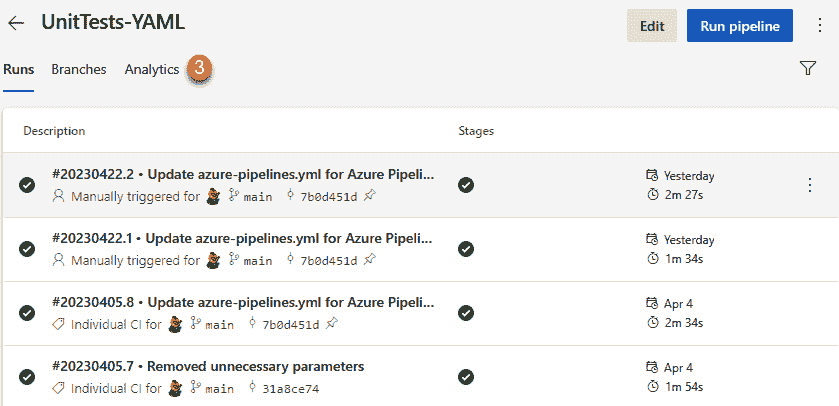 UnitTests-YAML
Edit
Run pipeline
Runs
Branches
Analytics
3
Description
Stages
#20230422.2 • Update azure-pipelines.yml for Azure Pipeli...
Yesterday
Manually triggered for main 7b0d451d
2m 27s
#20230422.1 • Update azure-pipelines.yml for Azure Pipeli...
Yesterday
Manually triggered for main 7b0d451d
1m 34s
#20230405.8 • Update azure-pipelines.yml for Azure Pipeli...
Apr 4
Individual CI for main 7b0d451d
2m 34s
#20230405.7 • Removed unnecessary parameters
Apr 4
Individual CI for main 31a8ce74
1m 54s